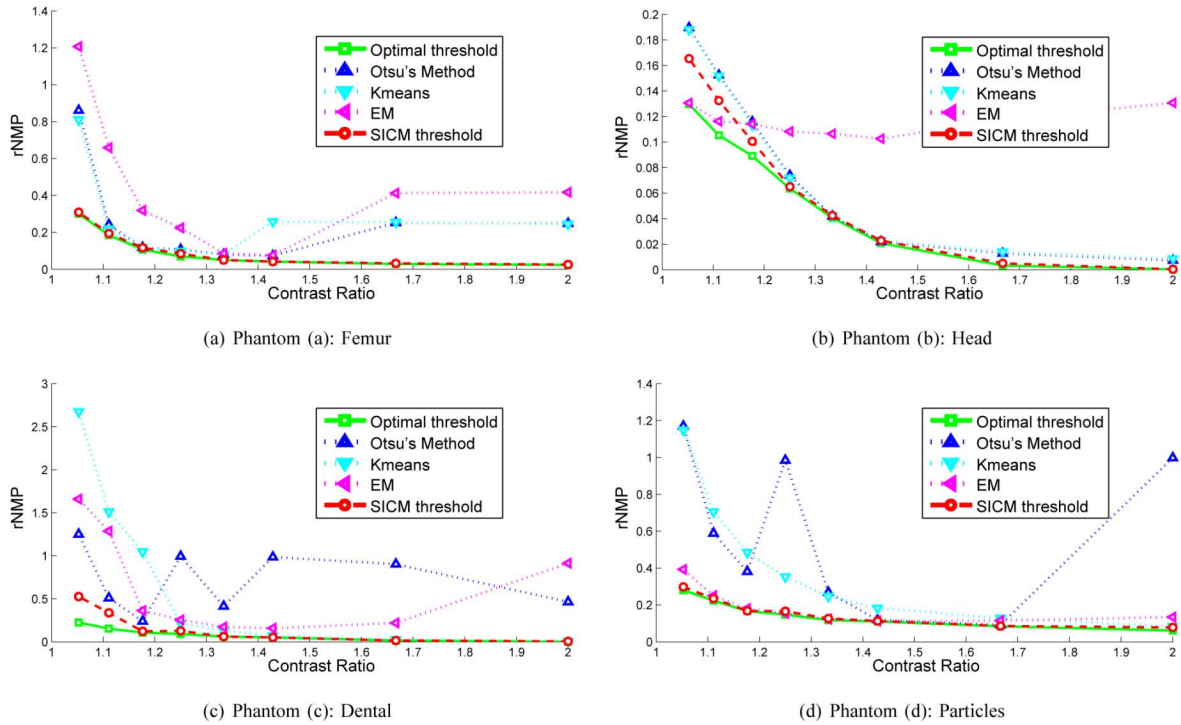 1.4
1.2
1
0.8
0.6
0.4
0.2
0
rNMP
Optimal threshold
Otsu's Method
Kmeans
EM
SICM threshold
1 1.1 1.2 1.3 1.4 1.5 1.6 1.7 1.8 1.9 2
Contrast Ratio
(a) Phantom (a): Femur
0.2
0.18
0.16
0.14
0.12
0.1
0.08
0.06
0.04
0.02
0
rNMP
Optimal threshold
Otsu's Method
Kmeans
EM
SICM threshold
1 1.1 1.2 1.3 1.4 1.5 1.6 1.7 1.8 1.9 2
Contrast Ratio
(b) Phantom (b): Head
3
2.5
2
1.5
1
0.5
0
rNMP
Optimal threshold
Otsu's Method
Kmeans
EM
SICM threshold
1 1.1 1.2 1.3 1.4 1.5 1.6 1.7 1.8 1.9 2
Contrast Ratio
(c) Phantom (c): Dental
1.4
1.2
1
0.8
0.6
0.4
0.2
0
rNMP
Optimal threshold
Otsu's Method
Kmeans
EM
SICM threshold
1 1.1 1.2 1.3 1.4 1.5 1.6 1.7 1.8 1.9 2
Contrast Ratio
(d) Phantom (d): Particles